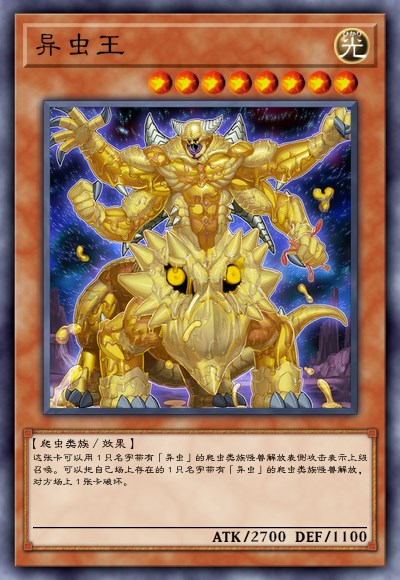 异虫王
ひかり
光
【爬虫类族／效果】
这张卡可以用1只名字带有「异虫」的爬虫类族怪兽解放表侧攻击表示上级
召唤。可以把自己场上存在的1只名字带有「异虫」的爬虫类族怪兽解放，
对方场上1张卡破坏。
ATK/2700 DEF/1100